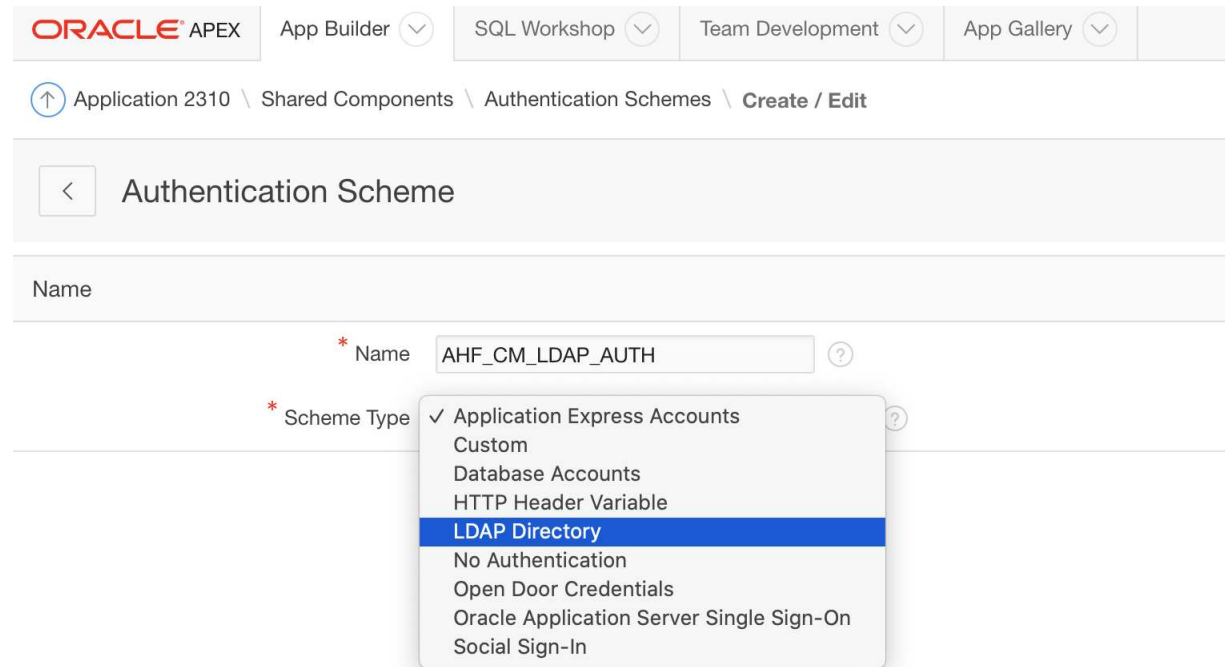 ORACLE APEX App Builder SQL Workshop Team Development App Gallery
Application 2310 \ Shared Components \ Authentication Schemes \ Create / Edit
Authentication Scheme
Name
* Name AHF_CM_LDAP_AUTH ?
* Scheme Type ✓ Application Express Accounts ?
Custom
Database Accounts
HTTP Header Variable
LDAP Directory
No Authentication
Open Door Credentials
Oracle Application Server Single Sign-On
Social Sign-In